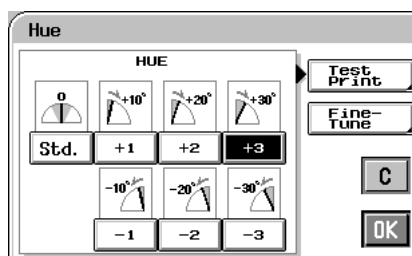 Hue
HUE
0 +10° +20° +30°
Std. +1 +2 +3
-10° -20° -30°
-1 -2 -3
Test
Print
Fine-
Tune
C
OK